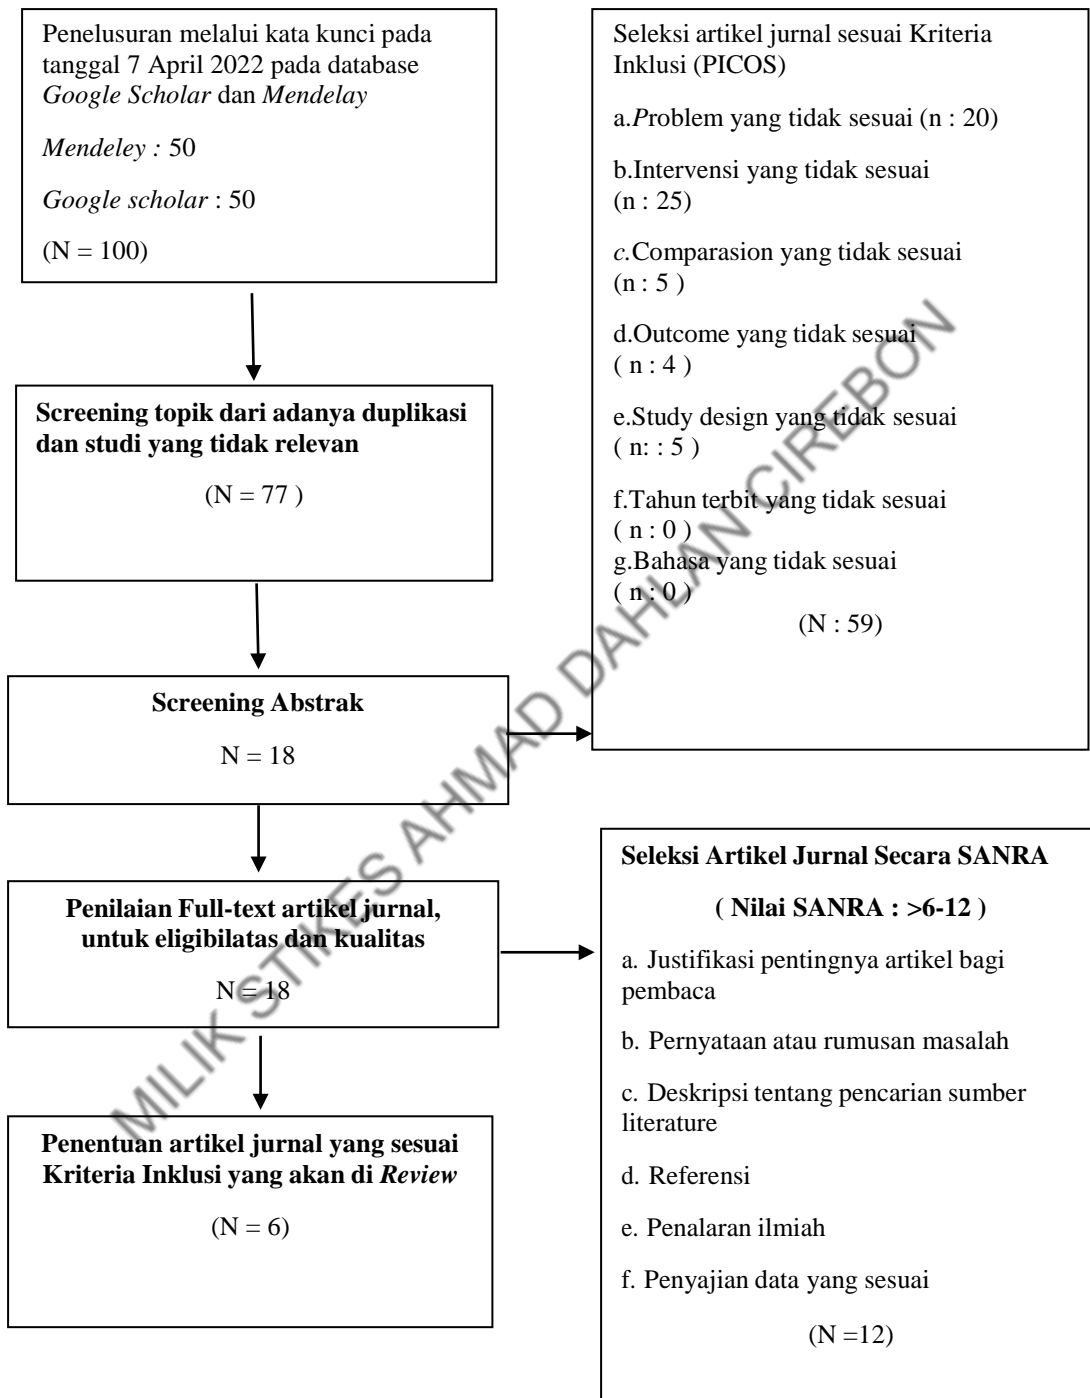 Penelusuran melalui kata kunci pada
tanggal 7 April 2022 pada database
Google Scholar dan Mendelay
Mendeley : 50
Google scholar : 50
(N = 100)
Screening topik dari adanya duplikasi
dan studi yang tidak relevan
(N = 77 )
Screening Abstrak
N = 18
Penilaian Full-text artikel jurnal,
untuk eligibilatas dan kualitas
N = 18
Penentuan artikel jurnal yang sesuai
Kriteria Inklusi yang akan di Review
(N = 6)
Seleksi artikel jurnal sesuai Kriteria
Inklusi (PICOS)
a.Problem yang tidak sesuai (n : 20)
b.Intervensi yang tidak sesuai
(n : 25)
c.Comparasion yang tidak sesuai
(n : 5 )
d.Outcome yang tidak sesuai
( n : 4 )
e.Study design yang tidak sesuai
( n: : 5 )
f.Tahun terbit yang tidak sesuai
( n : 0 )
g.Bahasa yang tidak sesuai
( n : 0 )
(N : 59)
Seleksi Artikel Jurnal Secara SANRA
( Nilai SANRA : >6-12 )
a. Justifikasi pentingnya artikel bagi
pembaca
b. Pernyataan atau rumusan masalah
c. Deskripsi tentang pencarian sumber
literature
d. Referensi
e. Penalaran ilmiah
f. Penyajian data yang sesuai
(N =12)
MILIK STIKES AHMAD DAHLAN CIREBON